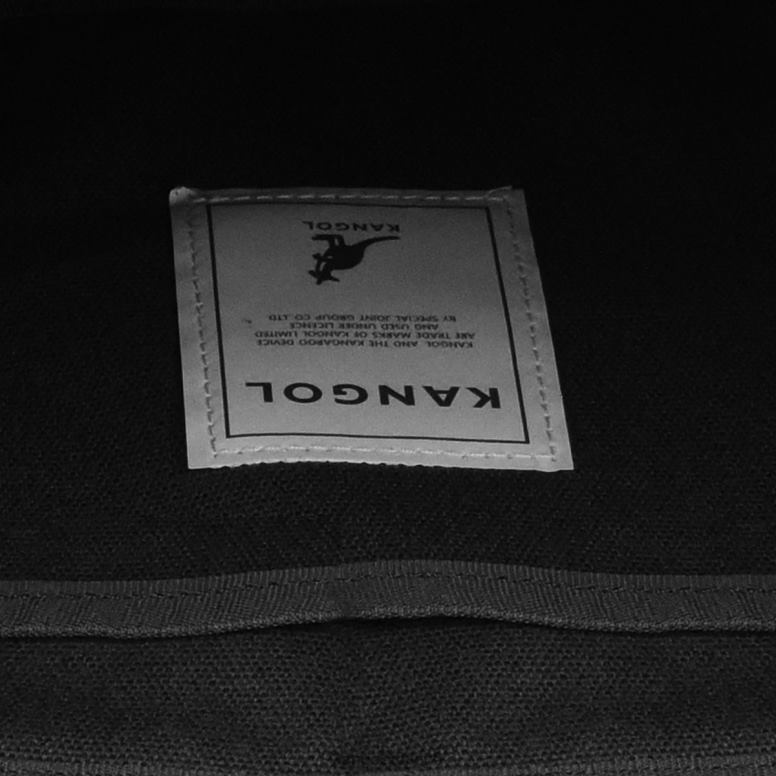 KANGOL
KANGOL AND THE KANGAROO DEVICE
ARE TRADE MARKS OF KANGOL LIMITED
AND USED UNDER LICENCE
BY SPECIAL JOINT GROUP CO.,LTD
KANGOL